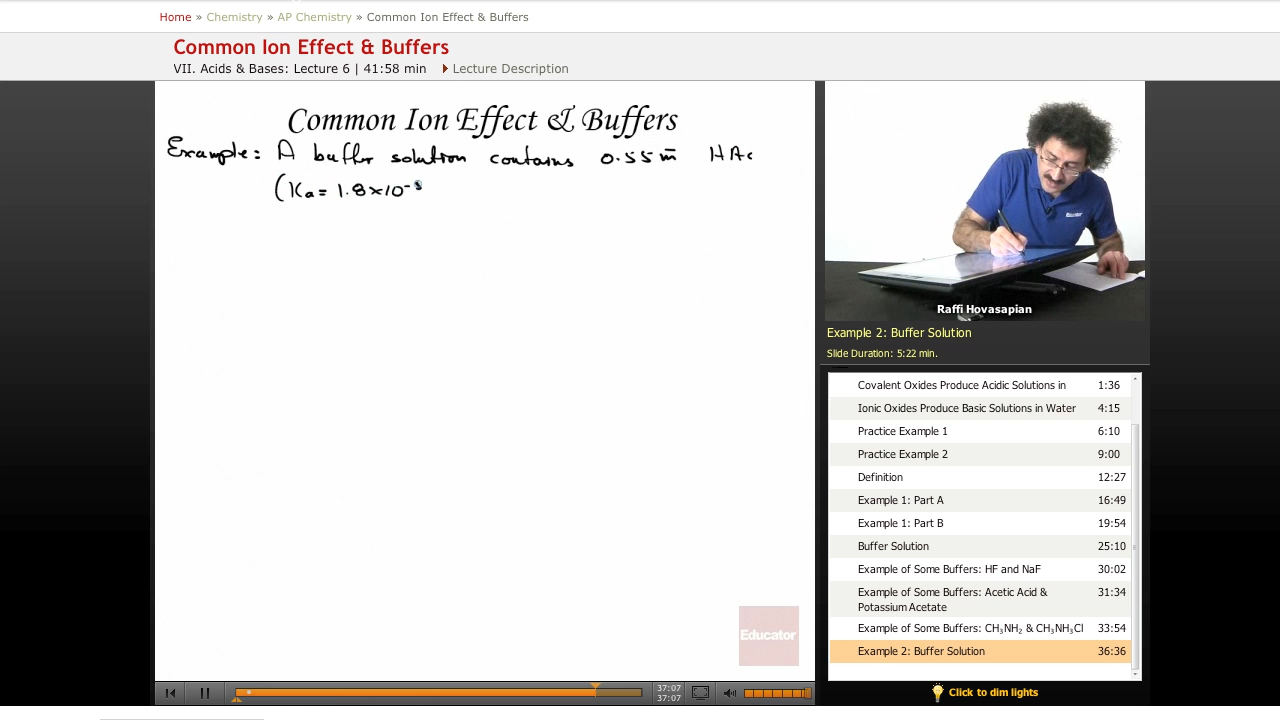 Home » Chemistry » AP Chemistry » Common Ion Effect & Buffers
Common Ion Effect & Buffers
VII. Acids & Bases: Lecture 6 | 41:58 min Lecture Description
Common Ion Effect & Buffers
Example: A buffer solution contains 0.55 m̄ HAc
(Ka = 1.8×10⁻⁵
Educator
Raffi Hovasapian
Example 2: Buffer Solution
Slide Duration: 5:22 min.
Covalent Oxides Produce Acidic Solutions in 1:36
Ionic Oxides Produce Basic Solutions in Water 4:15
Practice Example 1 6:10
Practice Example 2 9:00
Definition 12:27
Example 1: Part A 16:49
Example 1: Part B 19:54
Buffer Solution 25:10
Example of Some Buffers: HF and NaF 30:02
Example of Some Buffers: Acetic Acid & 31:34
Potassium Acetate
Example of Some Buffers: CH₃NH₂ & CH₃NH₃Cl 33:54
Example 2: Buffer Solution 36:36
37:07
37:07
Click to dim lights